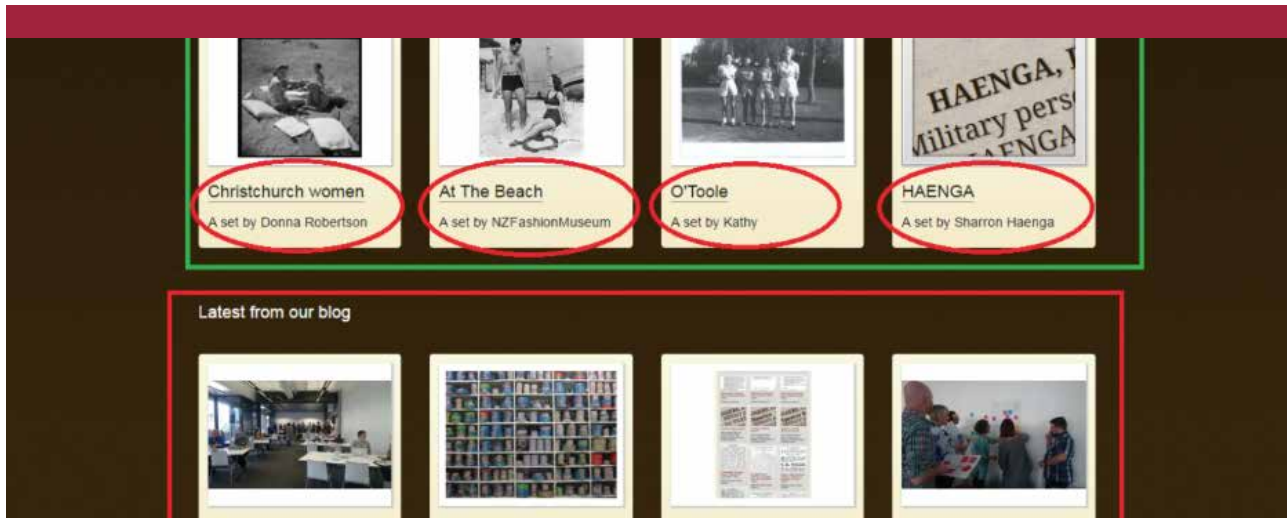 HAENGA,
Military
HAENGA
Christchurch women
At The Beach
O'Toole
HAENGA
A set by Donna Robertson
A set by NZFashionMuseum
A set by Kathy
A set by Sharron Haenga
Latest from our blog